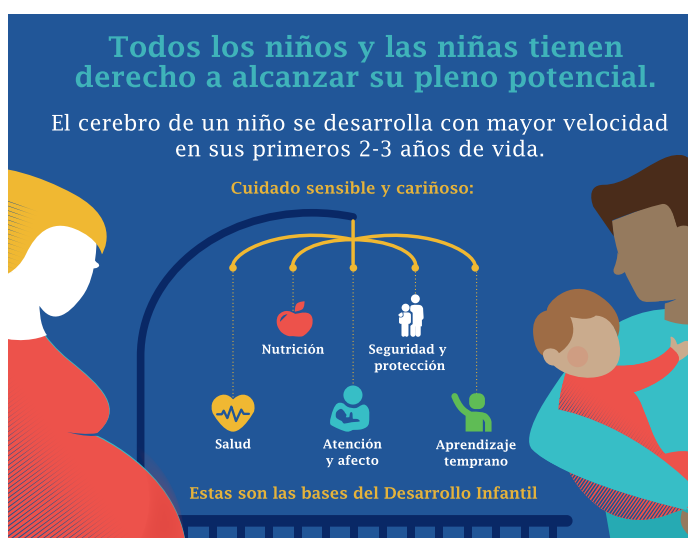 Todos los niños y las niñas tienen
derecho a alcanzar su pleno potencial.
El cerebro de un niño se desarrolla con mayor velocidad
en sus primeros 2-3 años de vida.
Cuidado sensible y cariñoso:
Nutrición
Seguridad y
protección
Salud
Atención
y afecto
Aprendizaje
temprano
Estas son las bases del Desarrollo Infantil